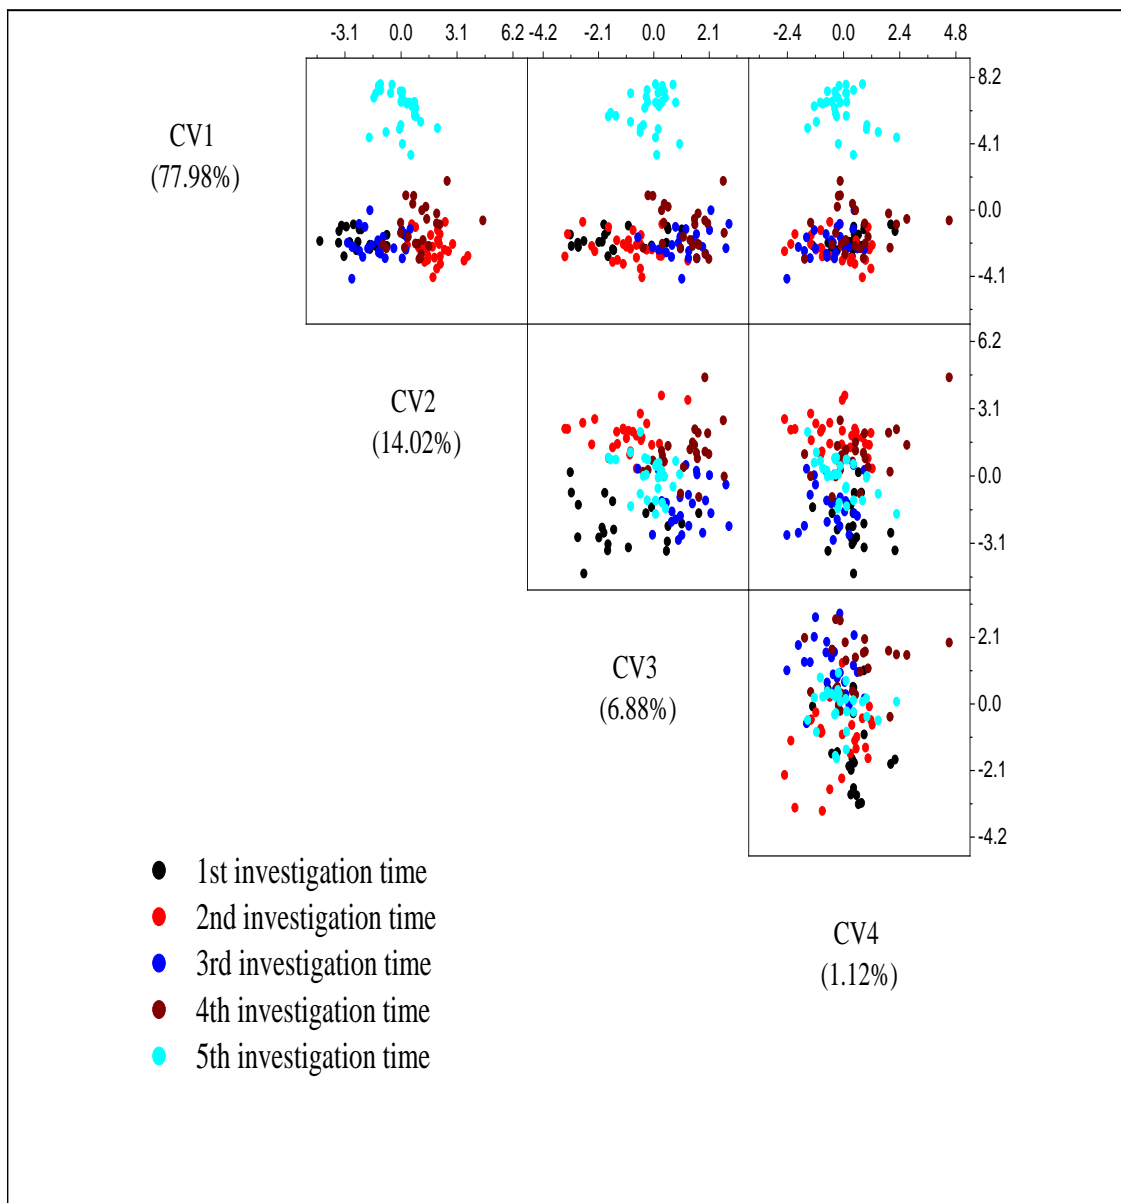 -3.1 0.0 3.1 6.2 -4.2 -2.1 0.0 2.1 -2.4 0.0 2.4 4.8
8.2
CV1
(77.98%)
4.1
0.0
-4.1
6.2
CV2
(14.02%)
3.1
0.0
-3.1
CV3
(6.88%)
2.1
0.0
-2.1
-4.2
1st investigation time
2nd investigation time
3rd investigation time
4th investigation time
5th investigation time
CV4
(1.12%)